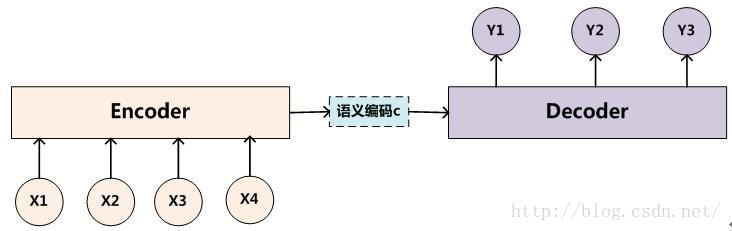 Y1 Y2 Y3
Encoder 语义编码c Decoder
X1 X2 X3 X4
http://blog.csdn.net/